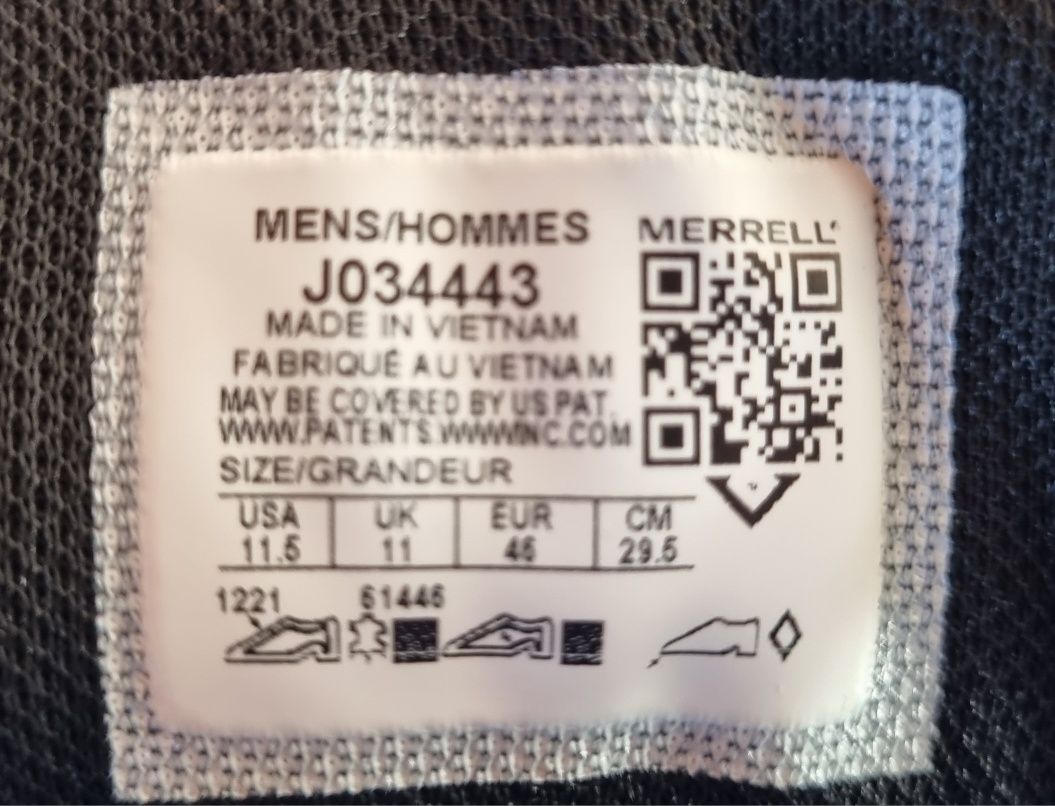 MENS/HOMMES
MERRELL
J034443
MADE IN VIETNAM
FABRIQUÉ AU VIETNAM
MAY BE COVERED BY US PAT.
WWW.PATENTS.WWWINC.COM
SIZE/GRANDEUR
USA UK EUR CM
11.5 11 46 29.5
1221 61446